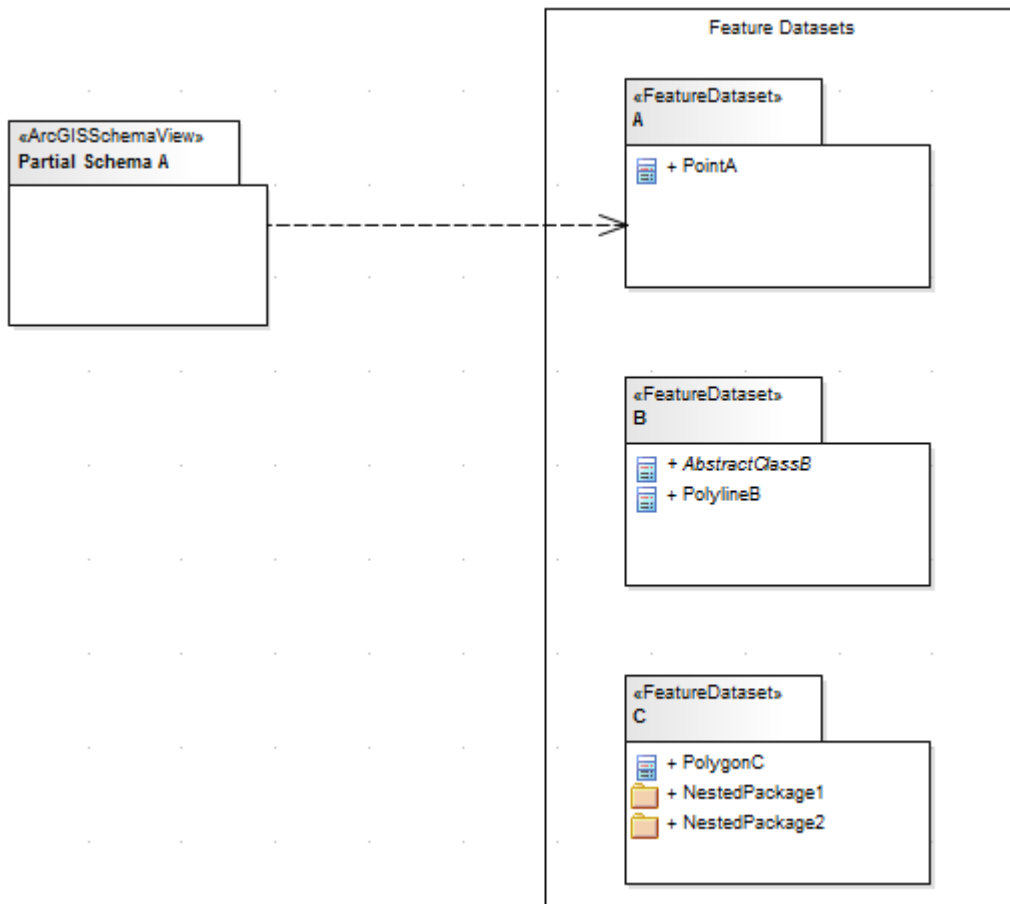 Feature Datasets
«FeatureDataset»
A
+ PointA
«ArcGISSchemaView»
Partial Schema A
«FeatureDataset»
B
+ AbstractClassB
+ PolylineB
«FeatureDataset»
C
+ PolygonC
+ NestedPackage1
+ NestedPackage2